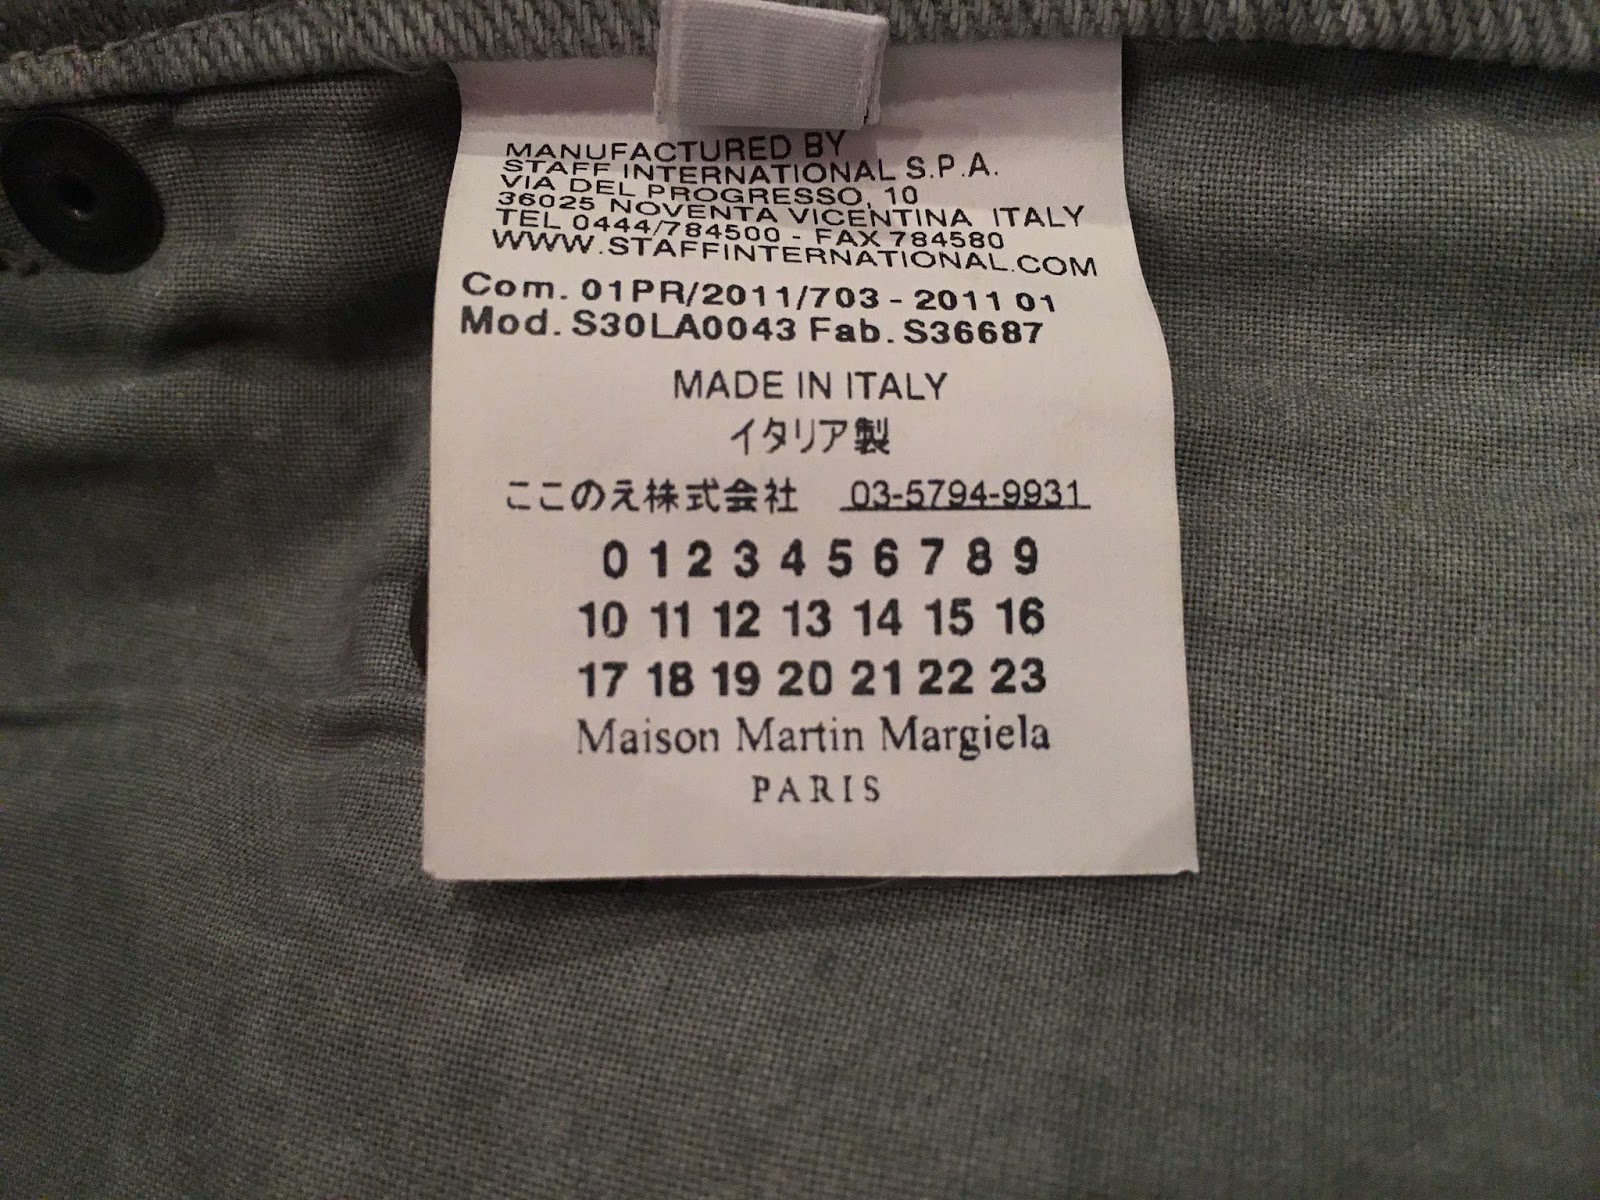 MANUFACTURED BY
STAFF INTERNATIONAL S.P.A.
VIA DEL PROGRESSO, 10
36025 NOVENTA VICENTINA ITALY
TEL 0444/784500 - FAX 784580
WWW.STAFFINTERNATIONAL.COM
Com. 01PR/2011/703 - 2011 01
Mod. S30LA0043 Fab. S36687
MADE IN ITALY
イタリア製
ここのえ株式会社 03-5794-9931
0 1 2 3 4 5 6 7 8 9
10 11 12 13 14 15 16
17 18 19 20 21 22 23
Maison Martin Margiela
PARIS